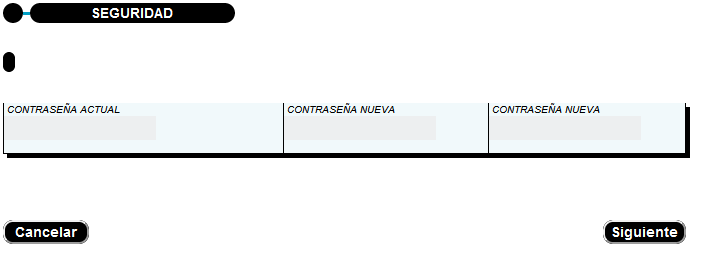 SEGURIDAD
CONTRASEÑA ACTUAL CONTRASEÑA NUEVA CONTRASEÑA NUEVA
Cancelar Siguiente